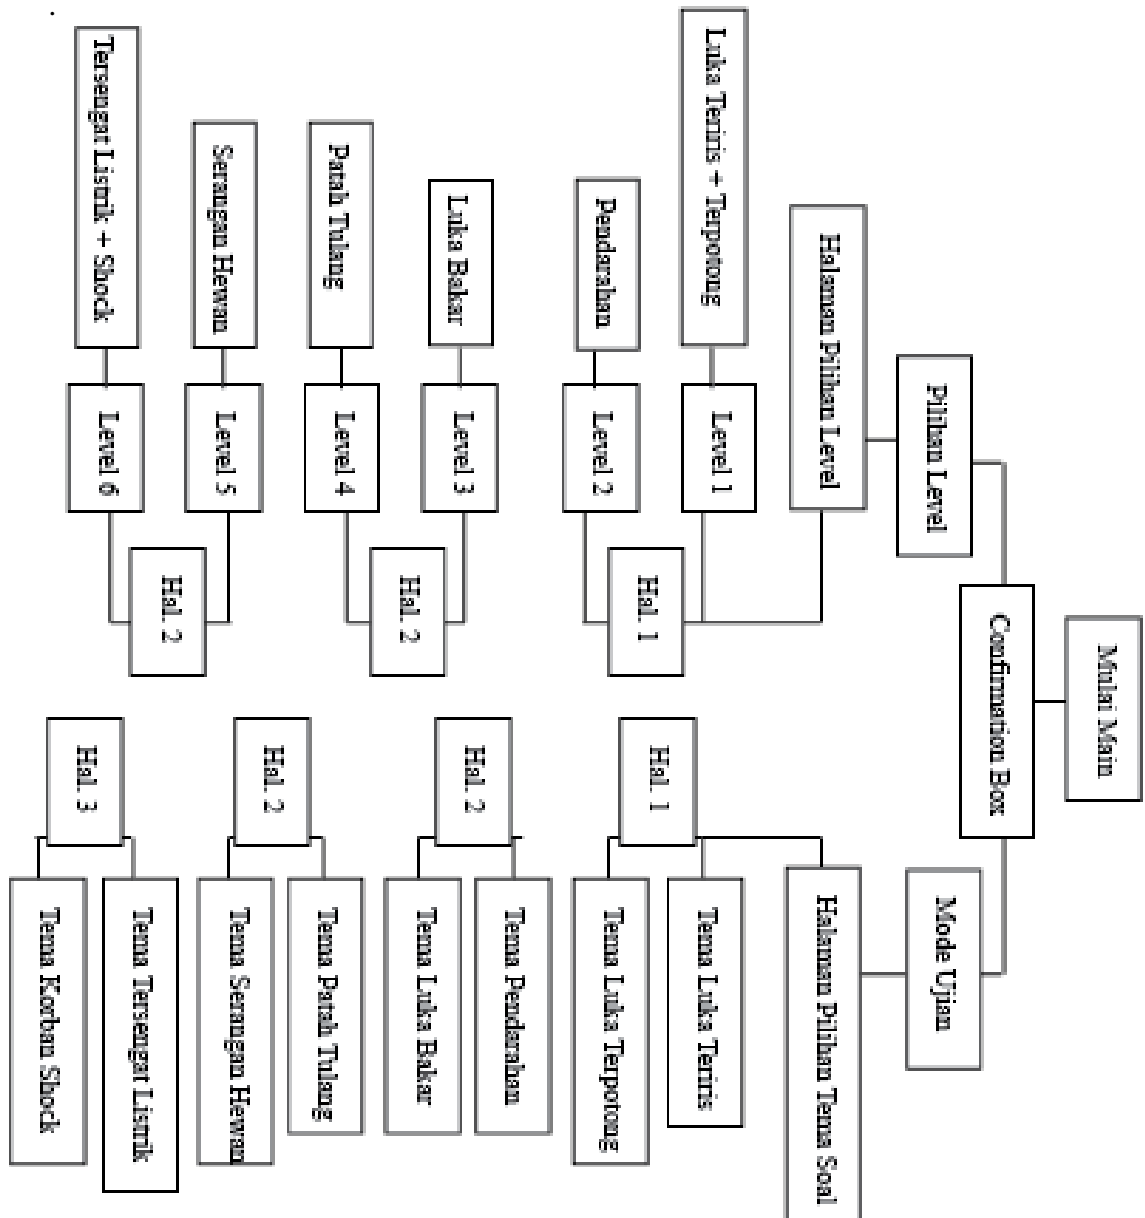 Mulai Main
Confirmation Box
Pilihan Level
Mode Ujian
Halaman Pilihan Level
Halaman Pilihan Tema Soal
Luka Teriris + Terpotong
Level 1
Hal. 1
Pendarahan
Level 2
Hal. 1
Tema Luka Teriris
Tema Luka Terpotong
Luka Bakar
Level 3
Hal. 2
Patah Tulang
Level 4
Hal. 2
Tema Pendarahan
Tema Luka Bakar
Serangan Hewan
Level 5
Hal. 2
Tersengat Listrik + Shock
Level 6
Hal. 2
Tema Patah Tulang
Tema Serangan Hewan
Hal. 3
Tema Tersengat Listrik
Tema Korban Shock